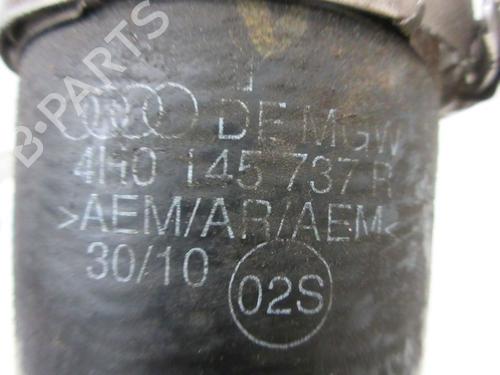 DE MGW
4H0 145 737 R
>AEM/AR/AEM<
30/10
02S
B-PARTS